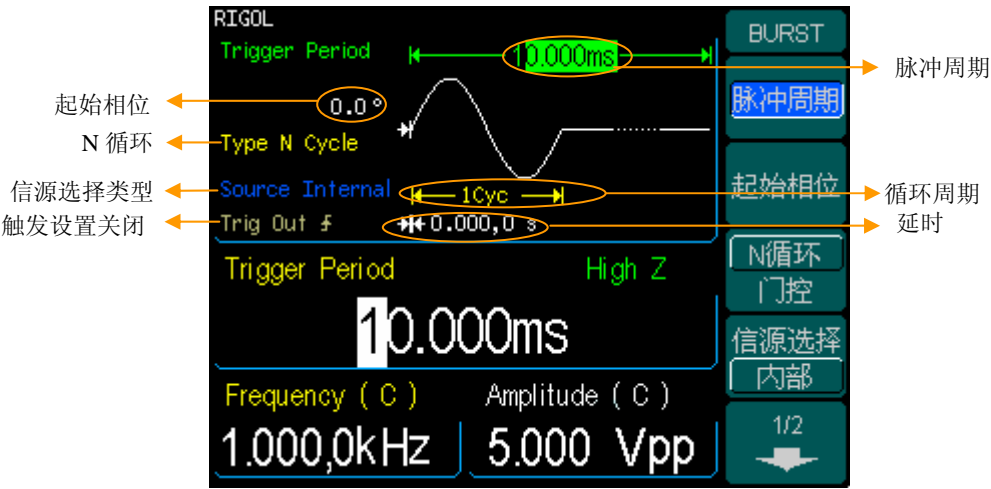 RIGOL
Trigger Period
10.000ms
0.0°
Type N Cycle
Source Internal
1Cyc
Trig Out
0.000,0 s
Trigger Period
High Z
10.000ms
Frequency ( C )
Amplitude ( C )
1.000,0kHz
5.000 Vpp
BURST
脉冲周期
起始相位
N循环
门控
信源选择
内部
1/2
起始相位
N 循环
信源选择类型
触发设置关闭
脉冲周期
循环周期
延时